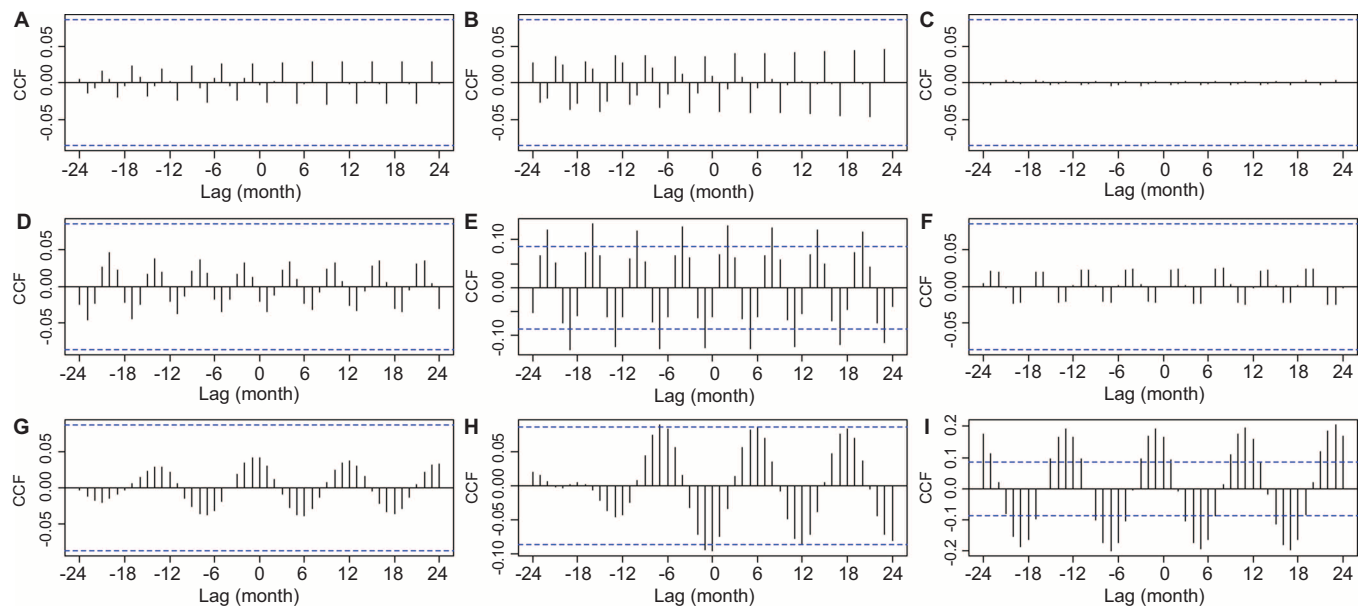 A B C
CCF 0.05 0.00 -0.05
CCF 0.05 0.00 -0.05
CCF 0.05 0.00 -0.05
-24 -18 -12 -6 0 6 12 18 24
-24 -18 -12 -6 0 6 12 18 24
-24 -18 -12 -6 0 6 12 18 24
Lag (month) Lag (month) Lag (month)
D E F
CCF 0.05 0.00 -0.05
CCF 0.10 0.00 -0.10
CCF 0.05 0.00 -0.05
-24 -18 -12 -6 0 6 12 18 24
-24 -18 -12 -6 0 6 12 18 24
-24 -18 -12 -6 0 6 12 18 24
Lag (month) Lag (month) Lag (month)
G H I
CCF 0.05 0.00 -0.05
CCF 0.05 0.00 -0.10
CCF 0.2 0.1 0.0 -0.1 -0.2
-24 -18 -12 -6 0 6 12 18 24
-24 -18 -12 -6 0 6 12 18 24
-24 -18 -12 -6 0 6 12 18 24
Lag (month) Lag (month) Lag (month)